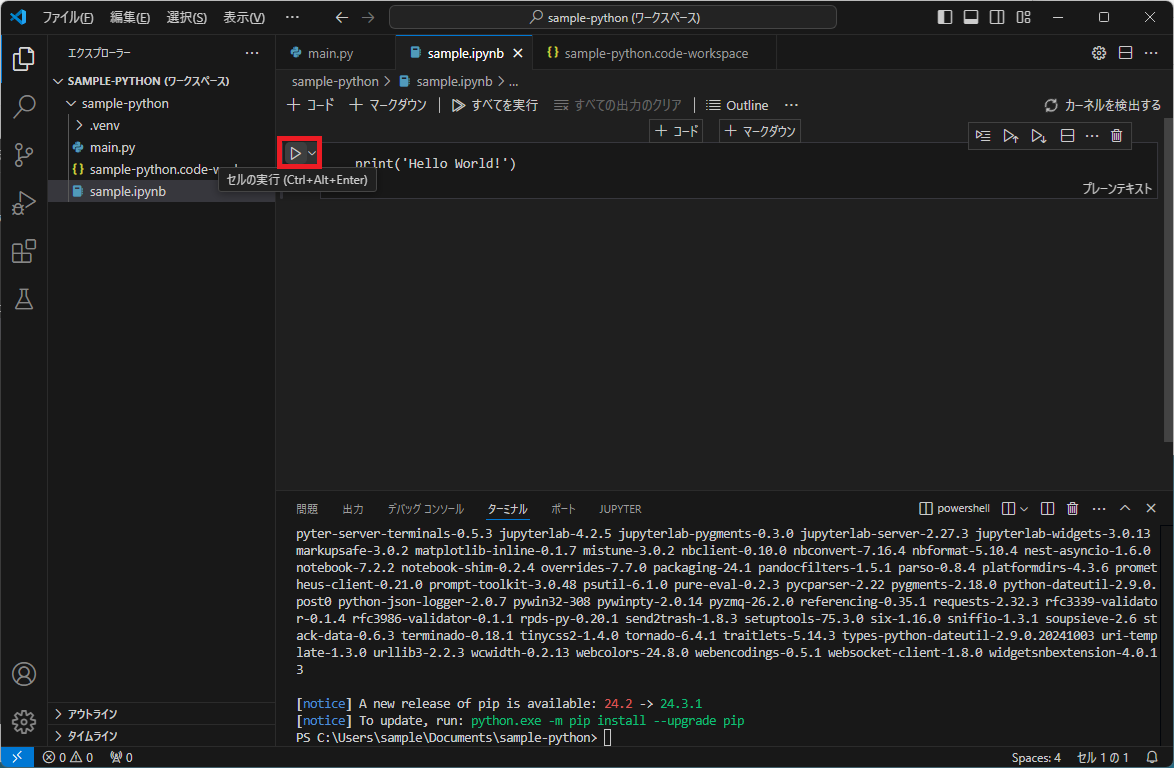 ファイル(F) 編集(E) 選択(S) 表示(V) ··· sample-python (ワークスペース)
エクスプローラー ···
SAMPLE-PYTHON (ワークスペース)
sample-python
.venv
main.py
sample-python.code-w
sample.ipynb
アウトライン
タイムライン
main.py sample.ipynb {} sample-python.code-workspace
sample-python > sample.ipynb > ...
+ コード + マークダウン すべてを実行 すべての出力のクリア Outline ··· カーネルを検出する
+ コード + マークダウン
print('Hello World!')
セルの実行 (Ctrl+Alt+Enter)
プレーンテキスト
問題 出力 デバッグ コンソール ターミナル ポート JUPYTER powershell
pyter-server-terminals-0.5.3 jupyterlab-4.2.5 jupyterlab-pygments-0.3.0 jupyterlab-server-2.27.3 jupyterlab-widgets-3.0.13
markupsafe-3.0.2 matplotlib-inline-0.1.7 mistune-3.0.2 nbclient-0.10.0 nbconvert-7.16.4 nbformat-5.10.4 nest-asyncio-1.6.0
notebook-7.2.2 notebook-shim-0.2.4 overrides-7.7.0 packaging-24.1 pandocfilters-1.5.1 parso-0.8.4 platformdirs-4.3.6 promet
heus-client-0.21.0 prompt-toolkit-3.0.48 psutil-6.1.0 pure-eval-0.2.3 pycparser-2.22 pygments-2.18.0 python-dateutil-2.9.0.
post0 python-json-logger-2.0.7 pywin32-308 pywinpty-2.0.14 pyzmq-26.2.0 referencing-0.35.1 requests-2.32.3 rfc3339-validato
r-0.1.4 rfc3986-validator-0.1.1 rpds-py-0.20.1 send2trash-1.8.3 setuptools-75.3.0 six-1.16.0 sniffio-1.3.1 soupsieve-2.6 st
ack-data-0.6.3 terminado-0.18.1 tinycss2-1.4.0 tornado-6.4.1 traitlets-5.14.3 types-python-dateutil-2.9.0.20241003 uri-temp
late-1.3.0 urllib3-2.2.3 wcwidth-0.2.13 webcolors-24.8.0 webencodings-0.5.1 websocket-client-1.8.0 widgetsnbextension-4.0.1
3
[notice] A new release of pip is available: 24.2 -> 24.3.1
[notice] To update, run: python.exe -m pip install --upgrade pip
PS C:\Users\sample\Documents\sample-python>
0 0 0 Spaces: 4 セル 1 の 1